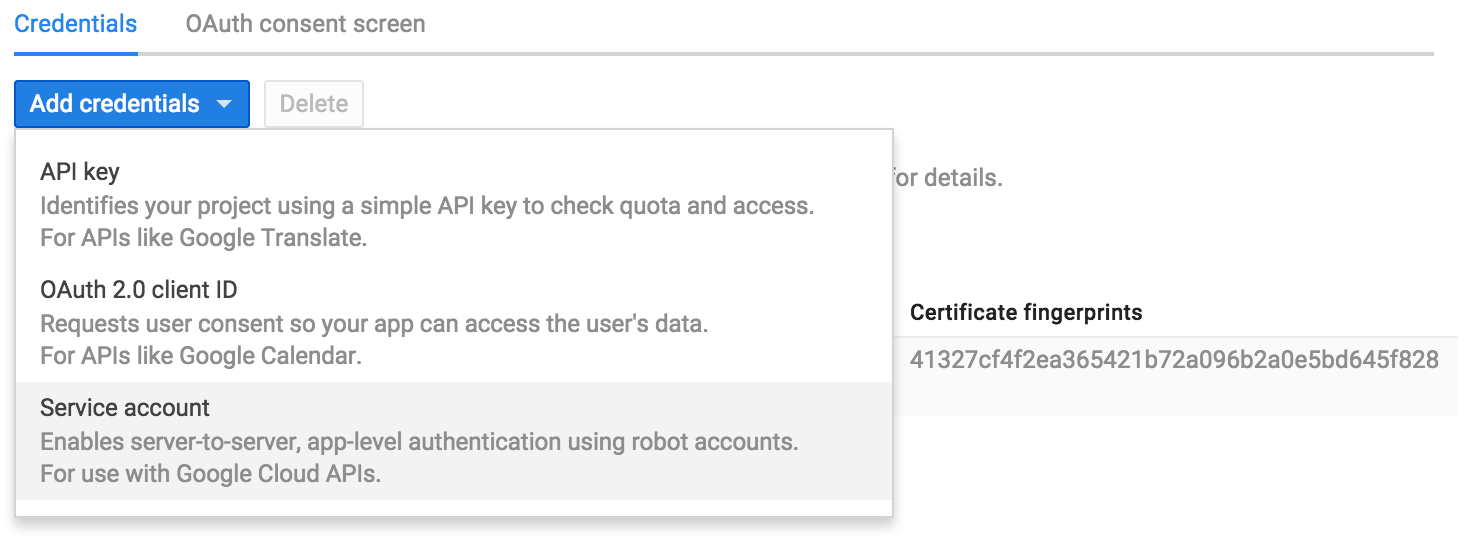 Credentials OAuth consent screen
Add credentials Delete
API key
Identifies your project using a simple API key to check quota and access.
For APIs like Google Translate.
OAuth 2.0 client ID
Requests user consent so your app can access the user's data.
For APIs like Google Calendar.
Service account
Enables server-to-server, app-level authentication using robot accounts.
For use with Google Cloud APIs.
for details.
Certificate fingerprints
41327cf4f2ea365421b72a096b2a0e5bd645f828